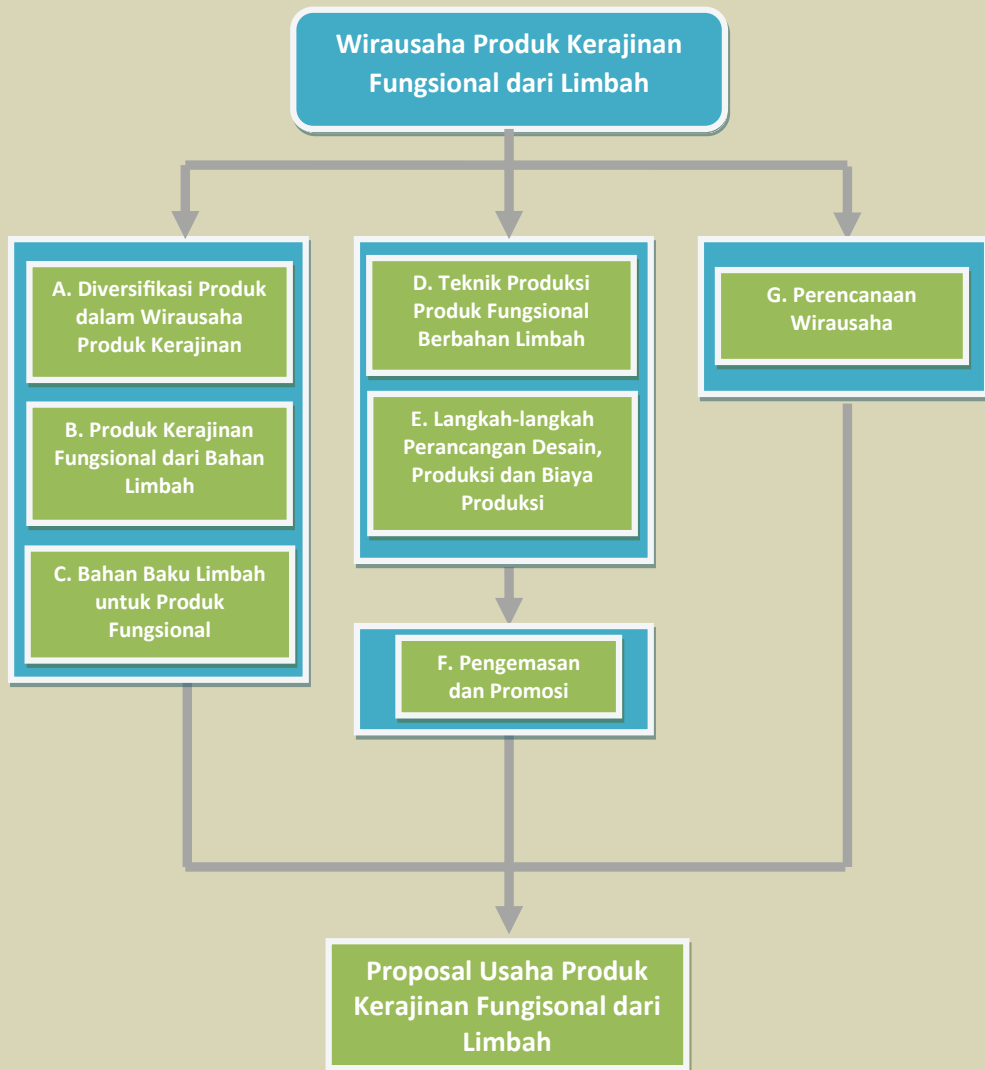 Wirausaha Produk Kerajinan
Fungsional dari Limbah
A. Diversifikasi Produk
dalam Wirausaha
Produk Kerajinan
B. Produk Kerajinan
Fungsional dari Bahan
Limbah
C. Bahan Baku Limbah
untuk Produk
Fungsional
D. Teknik Produksi
Produk Fungsional
Berbahan Limbah
E. Langkah-langkah
Perancangan Desain,
Produksi dan Biaya
Produksi
F. Pengemasan
dan Promosi
G. Perencanaan
Wirausaha
Proposal Usaha Produk
Kerajinan Fungisonal dari
Limbah